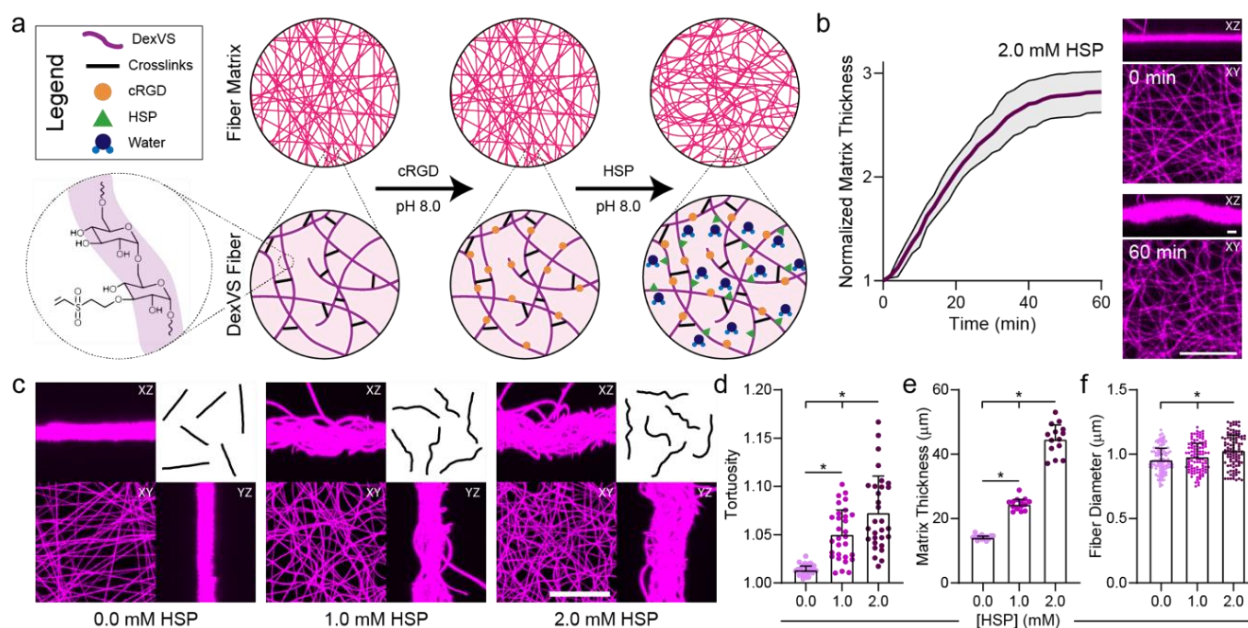 a
Legend
DexVS
Crosslinks
cRGD
HSP
Water
Fiber Matrix
DexVS Fiber
cRGD
pH 8.0
HSP
pH 8.0
O
O
HO
HO
OH
O
O
HO
O
OH
O
S
O
O
b
2.0 mM HSP
Normalized Matrix Thickness
3
2
1
0
20
40
60
Time (min)
XZ
0 min
XY
XZ
60 min
XY
c
XZ
XY
YZ
0.0 mM HSP
XZ
XY
YZ
1.0 mM HSP
XZ
XY
YZ
2.0 mM HSP
d
Tortuosity
1.20
1.15
1.10
1.05
1.00
*
*
0.0
1.0
2.0
e
Matrix Thickness (μm)
60
40
20
0
*
*
0.0
1.0
2.0
f
Fiber Diameter (μm)
1.5
1.0
0.5
0.0
*
0.0
1.0
2.0
[HSP] (mM)